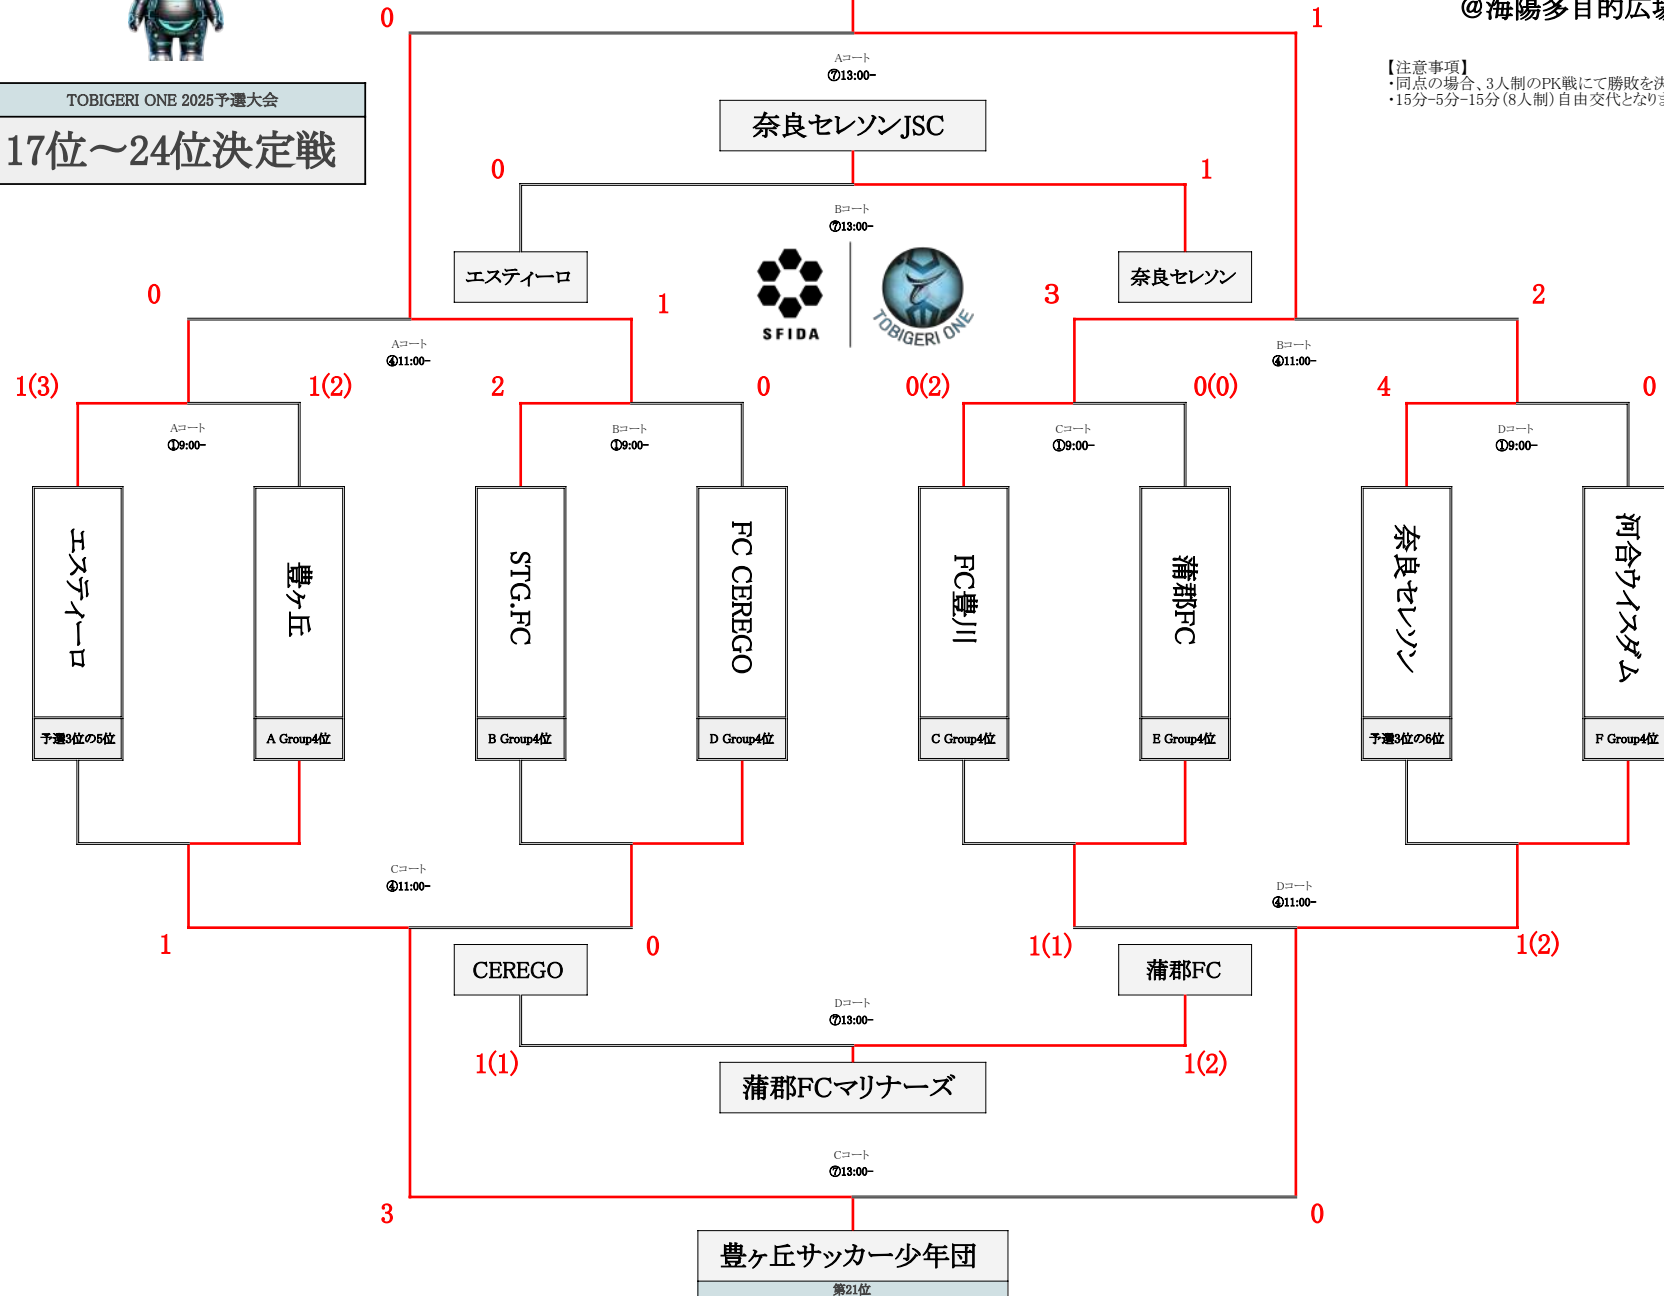 @海陽多目的広場
0
1
Aコート
⑦13:00-
【注意事項】
・同点の場合、3人制のPK戦にて勝敗を決
・15分-5分-15分(8人制)自由交代となりま
TOBIGERI ONE 2025予選大会
17位～24位決定戦
奈良セレソンJSC
0
1
Bコート
⑦13:00-
エスティーロ
奈良セレソン
SFIDA
TOBIGERI ONE
0
1
3
2
Aコート
④11:00-
Bコート
④11:00-
1(3)
1(2)
2
0
0(2)
0(0)
4
0
Aコート
①9:00-
Bコート
①9:00-
Cコート
①9:00-
Dコート
①9:00-
エスティーロ
豊ヶ丘
STG.FC
FC CEREGO
FC豊川
蒲郡FC
奈良セレソン
河合ウイスダム
予選3位の5位
A Group4位
B Group4位
D Group4位
C Group4位
E Group4位
予選3位の6位
F Group4位
Cコート
④11:00-
Dコート
④11:00-
1
0
1(1)
1(2)
CEREGO
蒲郡FC
Dコート
⑦13:00-
1(1)
1(2)
蒲郡FCマリナーズ
Cコート
⑦13:00-
3
0
豊ヶ丘サッカー少年団
第21位